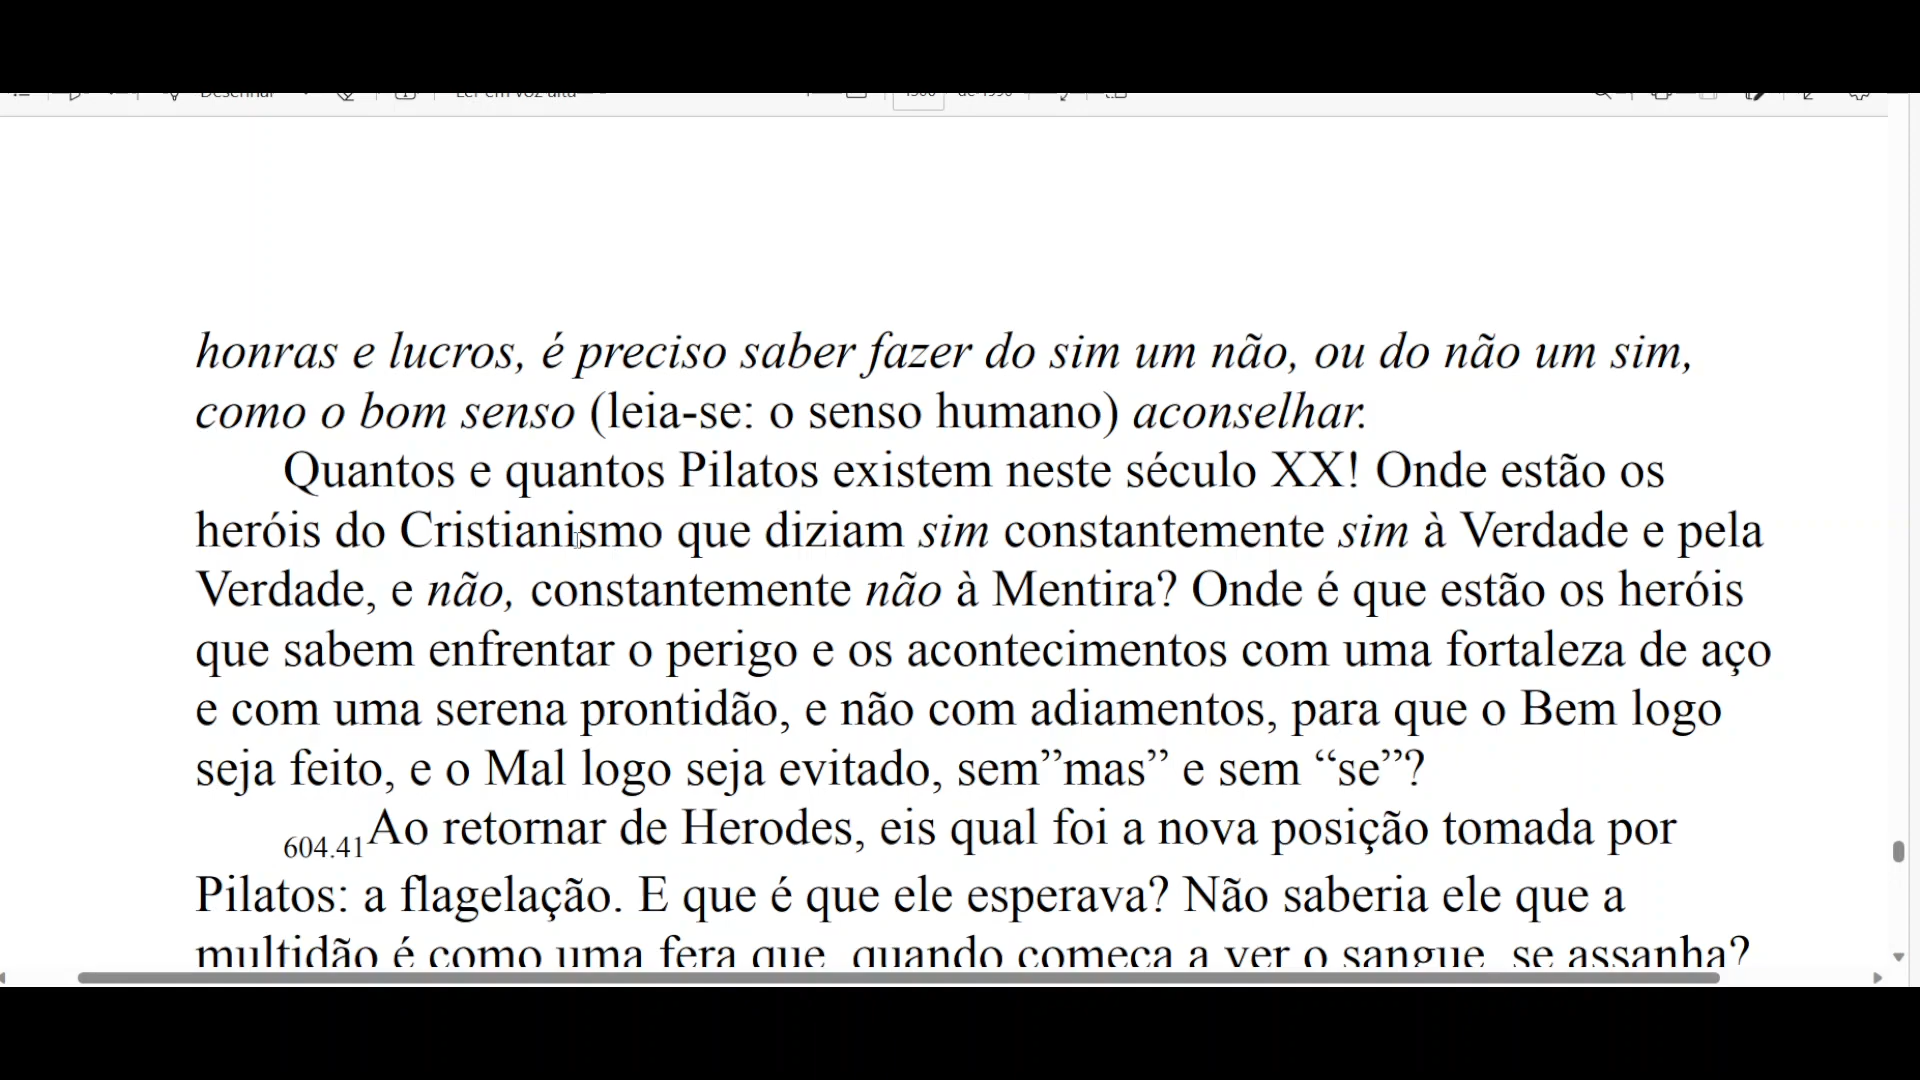 Desenhar Ler em voz alta
honras e lucros, é preciso saber fazer do sim um não, ou do não um sim,
como o bom senso (leia-se: o senso humano) aconselhar.
Quantos e quantos Pilatos existem neste século XX! Onde estão os
heróis do Cristianismo que diziam sim constantemente sim à Verdade e pela
Verdade, e não, constantemente não à Mentira? Onde é que estão os heróis
que sabem enfrentar o perigo e os acontecimentos com uma fortaleza de aço
e com uma serena prontidão, e não com adiamentos, para que o Bem logo
seja feito, e o Mal logo seja evitado, sem”mas” e sem “se”?
604.41Ao retornar de Herodes, eis qual foi a nova posição tomada por
Pilatos: a flagelação. E que é que ele esperava? Não saberia ele que a
multidão é como uma fera que, quando começa a ver o sangue, se assanha?